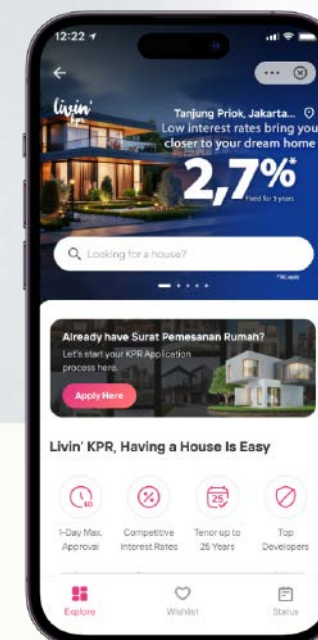 12:22
livin'
kpr
Tanjung Priok, Jakarta...
Low interest rates bring you
closer to your dream home
2,7%*
Fixed for 3 years
Looking for a house?
Already have Surat Pemesanan Rumah?
Let's start your KPR Application
process here.
Apply Here
Livin' KPR, Having a House Is Easy
1-Day Max.
Approval
Competitive
Interest Rates
25
Tenor up to
25 Years
Top
Developers
Explore
Wishlist
Status